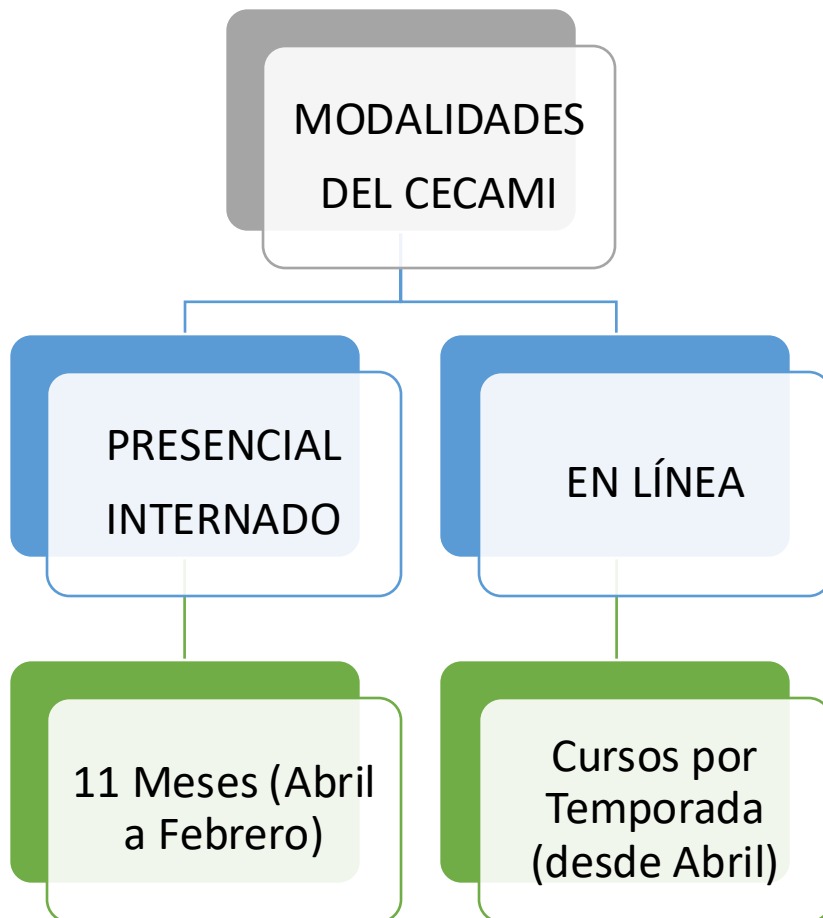 MODALIDADES
DEL CECAMI
PRESENCIAL
INTERNADO
EN LÍNEA
11 Meses (Abril
a Febrero)
Cursos por
Temporada
(desde Abril)